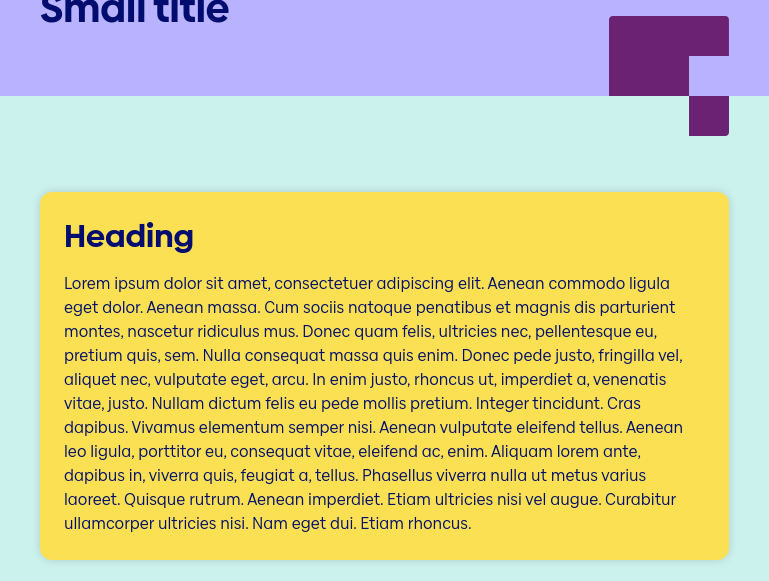 Small title
Heading
Lorem ipsum dolor sit amet, consectetuer adipiscing elit. Aenean commodo ligula
eget dolor. Aenean massa. Cum sociis natoque penatibus et magnis dis parturient
montes, nascetur ridiculus mus. Donec quam felis, ultricies nec, pellentesque eu,
pretium quis, sem. Nulla consequat massa quis enim. Donec pede justo, fringilla vel,
aliquet nec, vulputate eget, arcu. In enim justo, rhoncus ut, imperdiet a, venenatis
vitae, justo. Nullam dictum felis eu pede mollis pretium. Integer tincidunt. Cras
dapibus. Vivamus elementum semper nisi. Aenean vulputate eleifend tellus. Aenean
leo ligula, porttitor eu, consequat vitae, eleifend ac, enim. Aliquam lorem ante,
dapibus in, viverra quis, feugiat a, tellus. Phasellus viverra nulla ut metus varius
laoreet. Quisque rutrum. Aenean imperdiet. Etiam ultricies nisi vel augue. Curabitur
ullamcorper ultricies nisi. Nam eget dui. Etiam rhoncus.